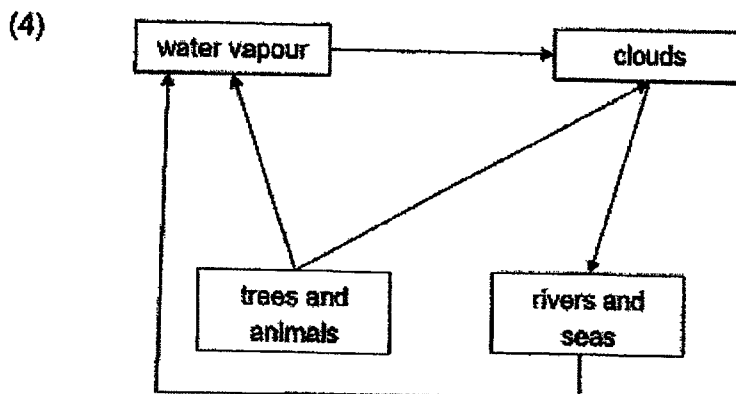 (4)
water vapour
clouds
trees and
animals
rivers and
seas